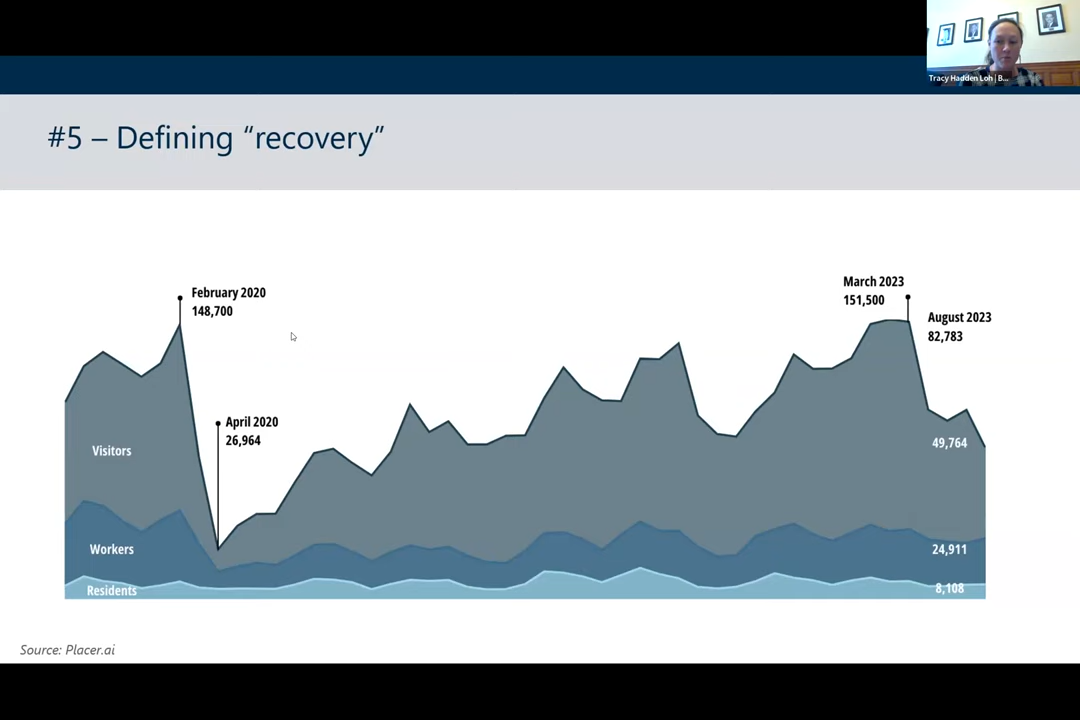 Tracy Hadden Loh | B...
#5 – Defining “recovery”
February 2020
148,700
April 2020
26,964
March 2023
151,500
August 2023
82,783
Visitors
49,764
Workers
24,911
Residents
8,108
Source: Placer.ai